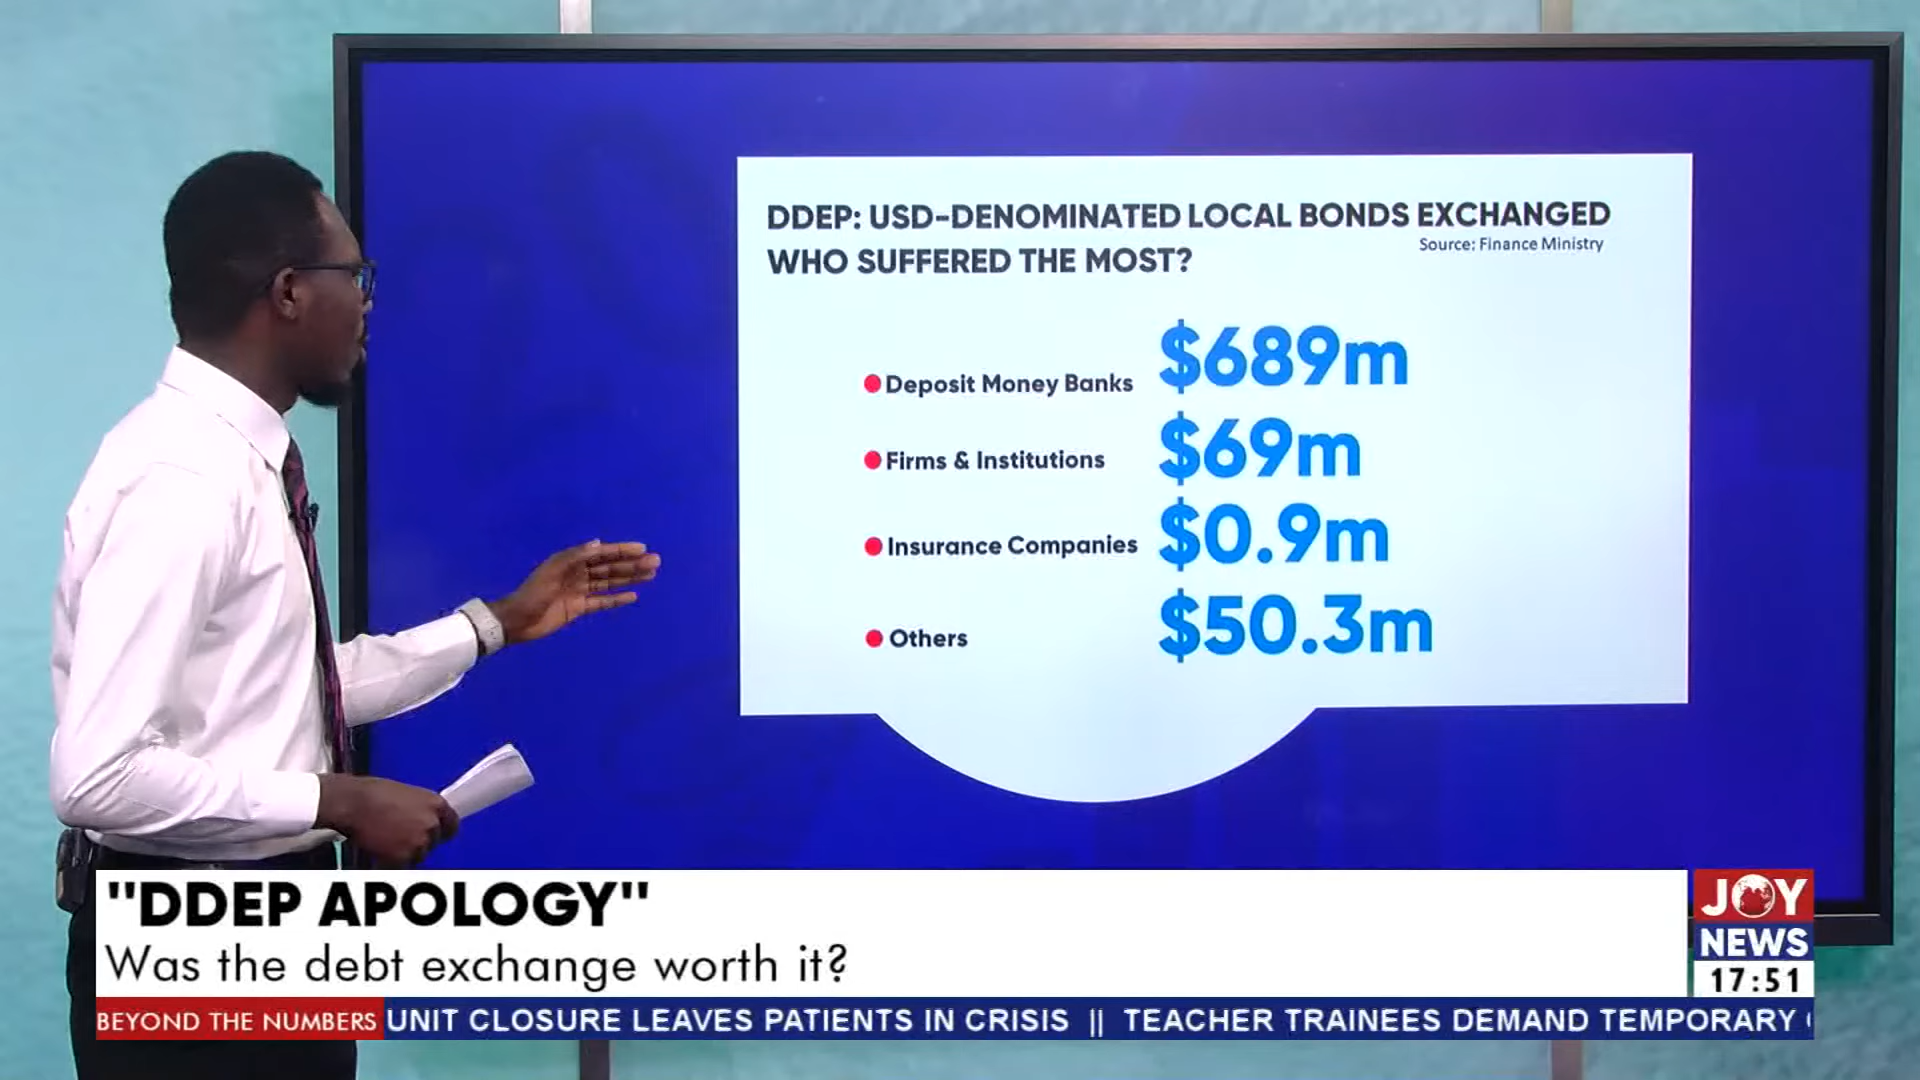 DDEP: USD-DENOMINATED LOCAL BONDS EXCHANGED
Source: Finance Ministry
WHO SUFFERED THE MOST?
Deposit Money Banks $689m
Firms & Institutions $69m
Insurance Companies $0.9m
Others $50.3m
"DDEP APOLOGY"
Was the debt exchange worth it?
JOY
NEWS
17:51
BEYOND THE NUMBERS UNIT CLOSURE LEAVES PATIENTS IN CRISIS || TEACHER TRAINEES DEMAND TEMPORARY